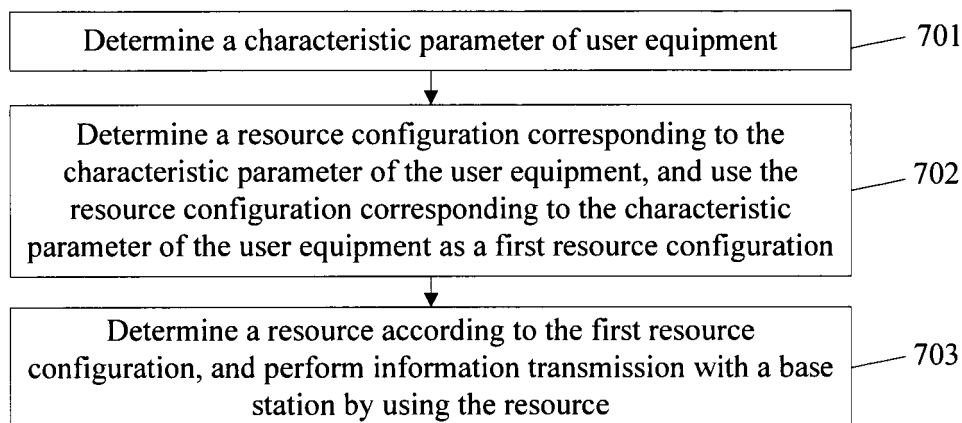 Determine a characteristic parameter of user equipment
701
Determine a resource configuration corresponding to the
characteristic parameter of the user equipment, and use the
resource configuration corresponding to the characteristic
parameter of the user equipment as a first resource configuration
702
Determine a resource according to the first resource
configuration, and perform information transmission with a base
station by using the resource
703